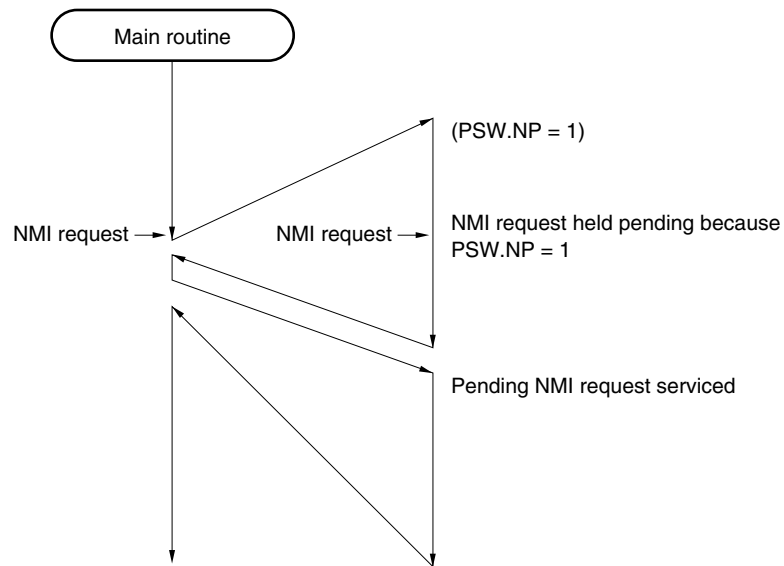 Main routine
(PSW.NP = 1)
NMI request
NMI request
NMI request held pending because
PSW.NP = 1
Pending NMI request serviced